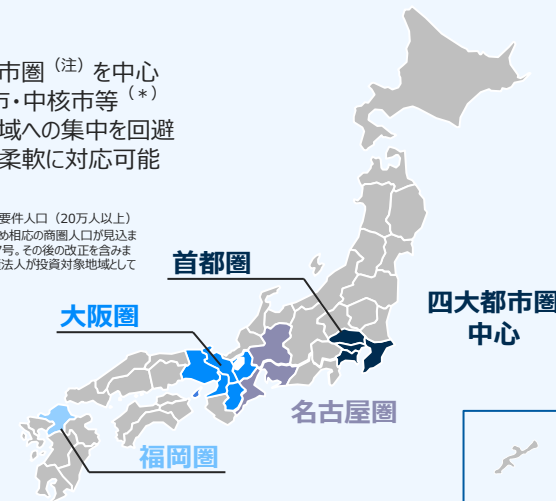 市圏（注）を中心
市・中核市等（*）
域への集中を回避
柔軟に対応可能
要件人口（20万人以上）
め相応の商圏人口が見込ま
号。その後の改正を含みま
法人が投資対象地域として
首都圏
大阪圏
四大都市圏
中心
名古屋圏
福岡圏